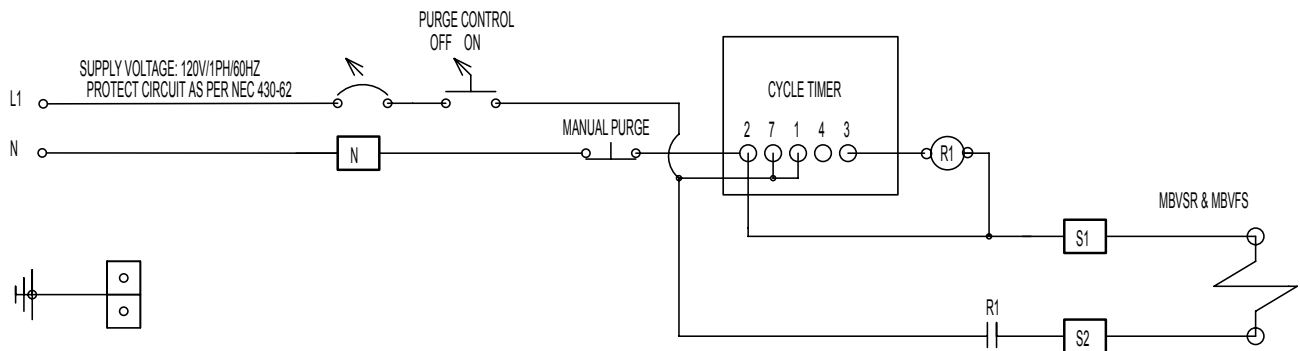 PURGE CONTROL
OFF ON
SUPPLY VOLTAGE: 120V/1PH/60HZ
PROTECT CIRCUIT AS PER NEC 430-62
CYCLE TIMER
L1
MANUAL PURGE
2 7 1 4 3
N
N
R1
MBVSR & MBVFS
S1
R1
S2